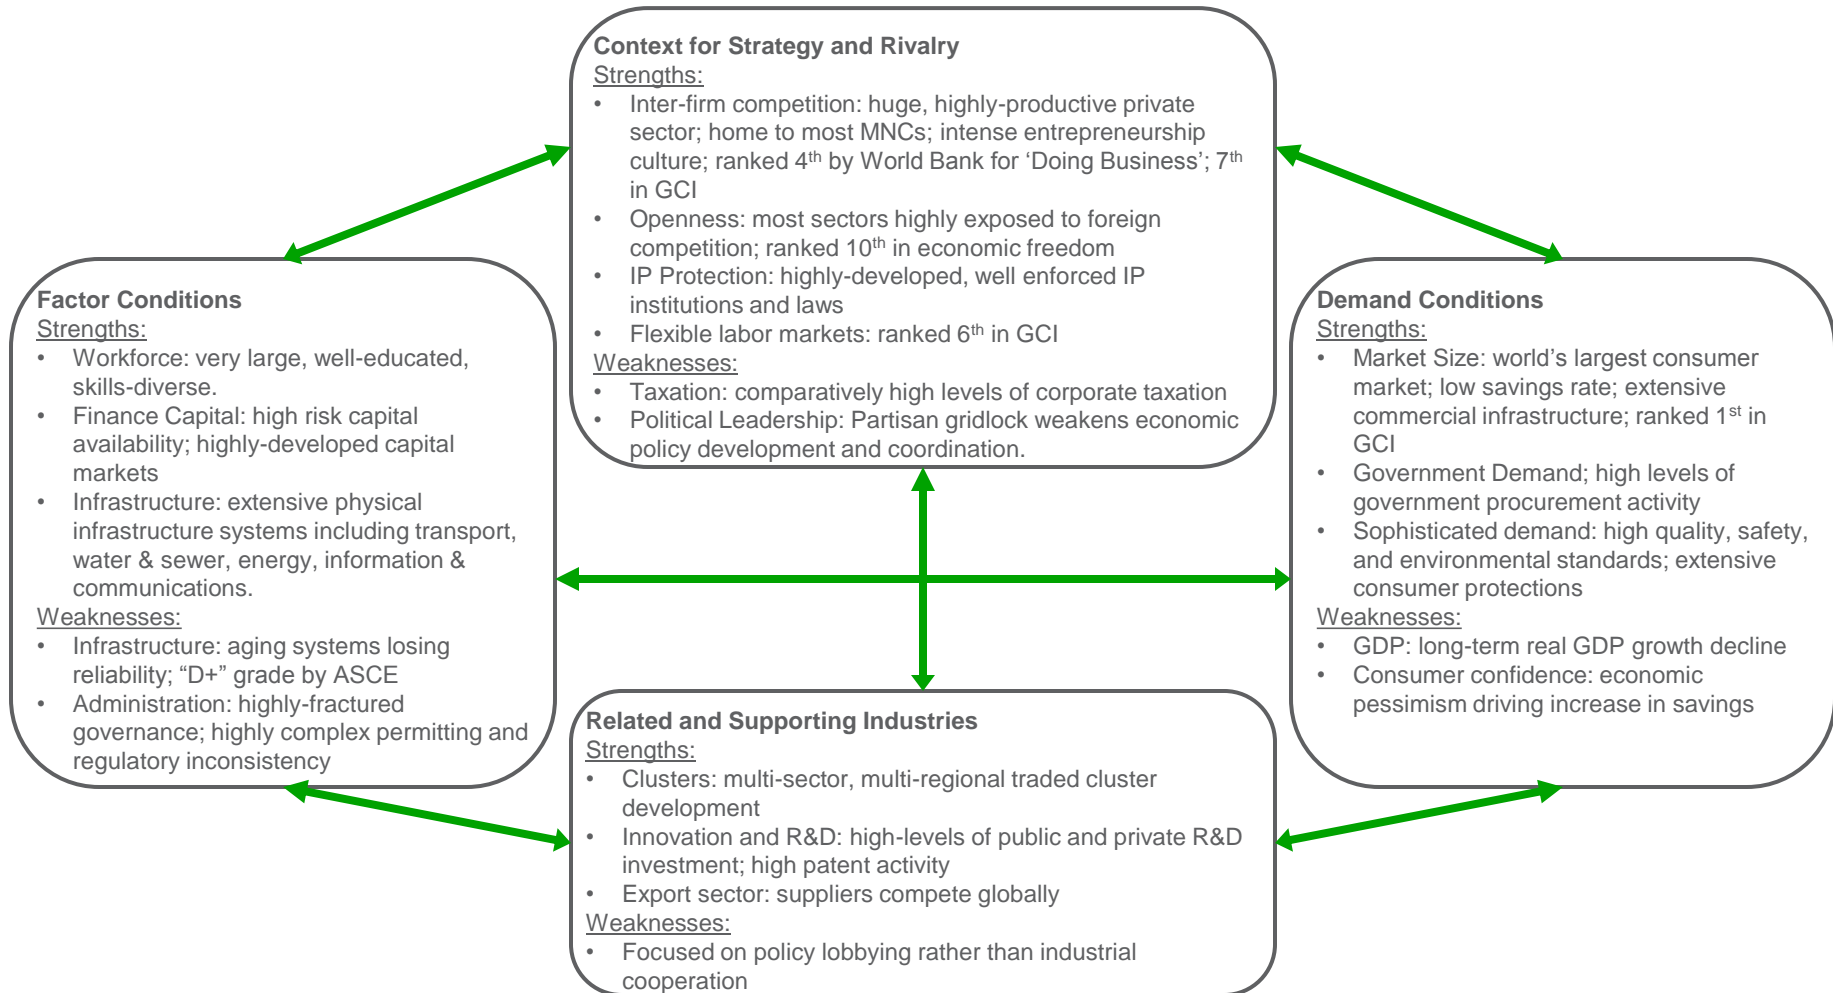 Context for Strategy and Rivalry
Strengths:
• Inter-firm competition: huge, highly-productive private
sector; home to most MNCs; intense entrepreneurship
culture; ranked 4th by World Bank for ‘Doing Business’; 7th
in GCI
• Openness: most sectors highly exposed to foreign
competition; ranked 10th in economic freedom
• IP Protection: highly-developed, well enforced IP
institutions and laws
• Flexible labor markets: ranked 6th in GCI
Weaknesses:
• Taxation: comparatively high levels of corporate taxation
• Political Leadership: Partisan gridlock weakens economic
policy development and coordination.
Factor Conditions
Strengths:
• Workforce: very large, well-educated,
skills-diverse.
• Finance Capital: high risk capital
availability; highly-developed capital
markets
• Infrastructure: extensive physical
infrastructure systems including transport,
water & sewer, energy, information &
communications.
Weaknesses:
• Infrastructure: aging systems losing
reliability; “D+” grade by ASCE
• Administration: highly-fractured
governance; highly complex permitting and
regulatory inconsistency
Demand Conditions
Strengths:
• Market Size: world’s largest consumer
market; low savings rate; extensive
commercial infrastructure; ranked 1st in
GCI
• Government Demand; high levels of
government procurement activity
• Sophisticated demand: high quality, safety,
and environmental standards; extensive
consumer protections
Weaknesses:
• GDP: long-term real GDP growth decline
• Consumer confidence: economic
pessimism driving increase in savings
Related and Supporting Industries
Strengths:
• Clusters: multi-sector, multi-regional traded cluster
development
• Innovation and R&D: high-levels of public and private R&D
investment; high patent activity
• Export sector: suppliers compete globally
Weaknesses:
• Focused on policy lobbying rather than industrial
cooperation